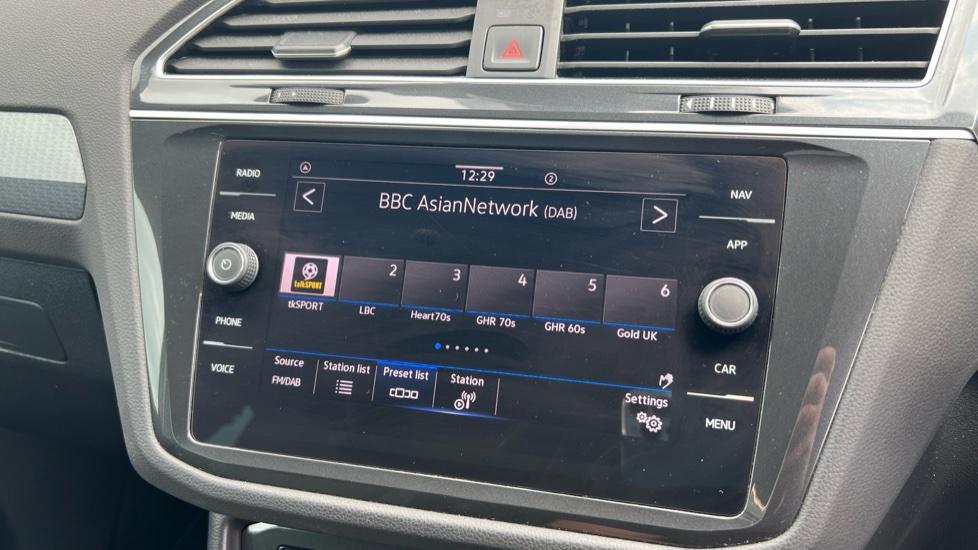 RADIO
MEDIA
PHONE
VOICE
A
12:29
2
BBC AsianNetwork (DAB)
talkSPORT
2
3
4
5
6
tkSPORT
LBC
Heart70s
GHR 70s
GHR 60s
Gold UK
Source
FM/DAB
Station list
Preset list
Station
Settings
NAV
APP
CAR
MENU